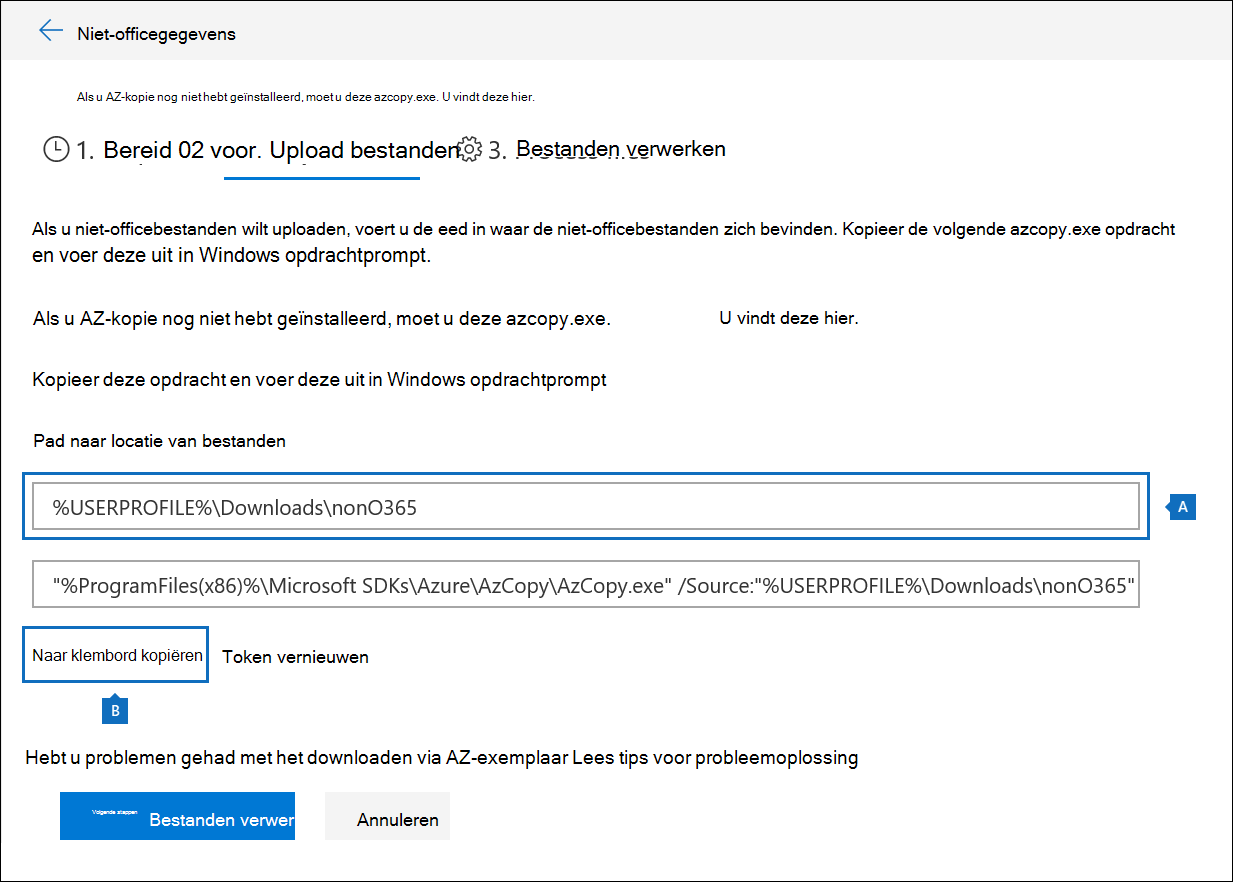 Niet-officegegevens
Als u AZ-kopie nog niet hebt geïnstalleerd, moet u deze azcopy.exe. U vindt deze hier.
1. Bereid 02 voor. Upload bestanden 3. Bestanden verwerken
Als u niet-officebestanden wilt uploaden, voert u de eed in waar de niet-officebestanden zich bevinden. Kopieer de volgende azcopy.exe opdracht
en voer deze uit in Windows opdrachtprompt.
Als u AZ-kopie nog niet hebt geïnstalleerd, moet u deze azcopy.exe. U vindt deze hier.
Kopieer deze opdracht en voer deze uit in Windows opdrachtprompt
Pad naar locatie van bestanden
%USERPROFILE%\Downloads\nonO365
A
"%ProgramFiles(x86)%\Microsoft SDKs\Azure\AzCopy\AzCopy.exe" /Source:"%USERPROFILE%\Downloads\nonO365"
Naar klembord kopiëren Token vernieuwen
B
Hebt u problemen gehad met het downloaden via AZ-exemplaar Lees tips voor probleemoplossing
Volgende stappen Bestanden verwer Annuleren